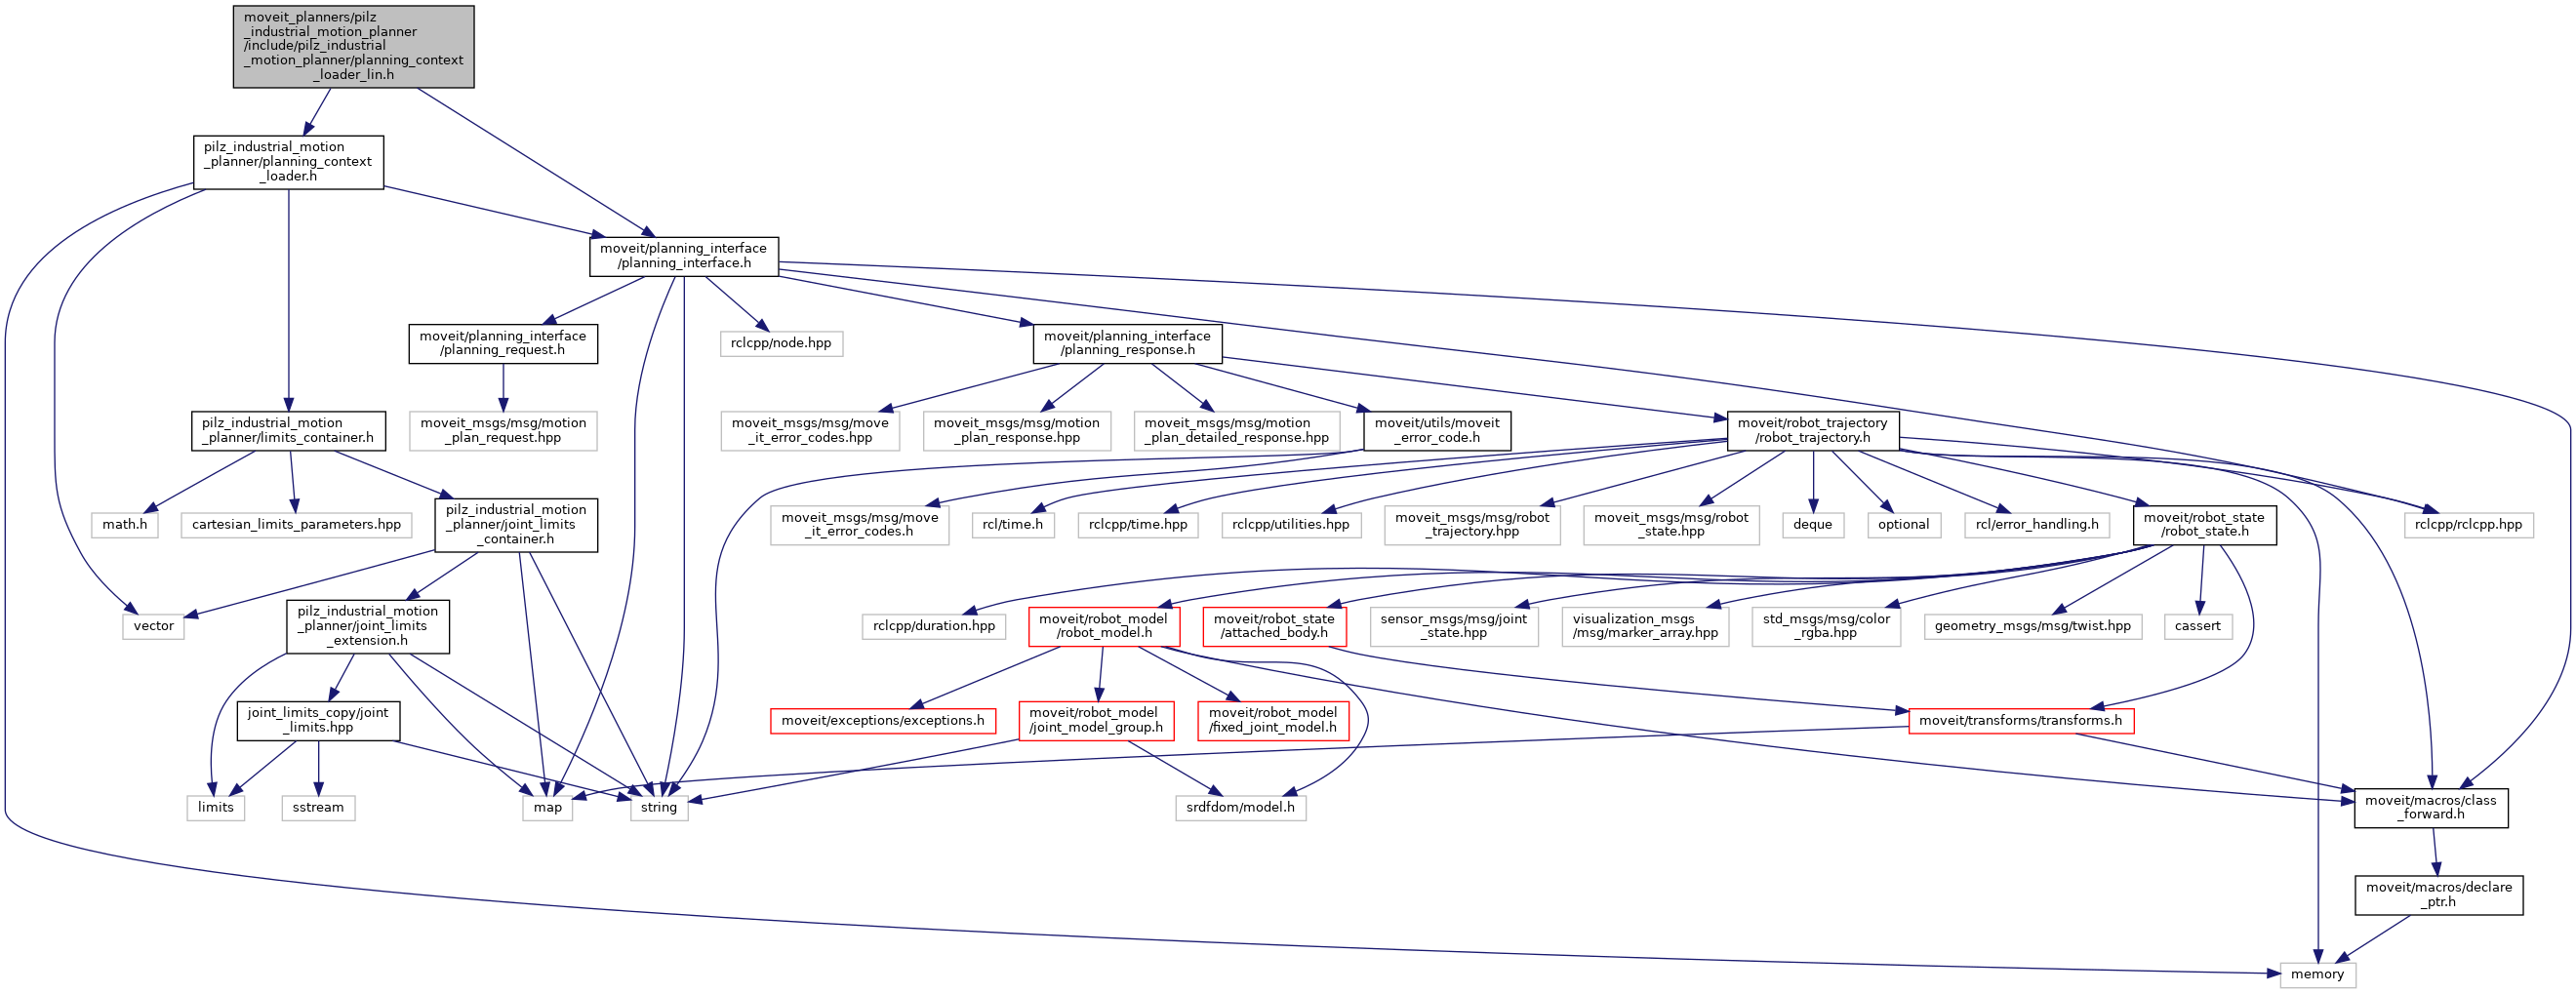 moveit_planners/pilz
_industrial_motion_planner
/include/pilz_industrial
_motion_planner/planning_context
_loader_lin.h
pilz_industrial_motion
_planner/planning_context
_loader.h
moveit/planning_interface
/planning_interface.h
moveit/planning_interface
/planning_request.h
rclcpp/node.hpp
moveit/planning_interface
/planning_response.h
pilz_industrial_motion
_planner/limits_container.h
moveit_msgs/msg/motion
_plan_request.hpp
moveit_msgs/msg/move
_it_error_codes.hpp
moveit_msgs/msg/motion
_plan_response.hpp
moveit_msgs/msg/motion
_plan_detailed_response.hpp
moveit/utils/moveit
_error_code.h
moveit/robot_trajectory
/robot_trajectory.h
math.h
cartesian_limits_parameters.hpp
pilz_industrial_motion
_planner/joint_limits
_container.h
moveit_msgs/msg/move
_it_error_codes.h
rcl/time.h
rclcpp/time.hpp
rclcpp/utilities.hpp
moveit_msgs/msg/robot
_trajectory.hpp
moveit_msgs/msg/robot
_state.hpp
deque
optional
rcl/error_handling.h
moveit/robot_state
/robot_state.h
rclcpp/rclcpp.hpp
vector
pilz_industrial_motion
_planner/joint_limits
_extension.h
rclcpp/duration.hpp
moveit/robot_model
/robot_model.h
moveit/robot_state
/attached_body.h
sensor_msgs/msg/joint
_state.hpp
visualization_msgs
/msg/marker_array.hpp
std_msgs/msg/color
_rgba.hpp
geometry_msgs/msg/twist.hpp
cassert
joint_limits_copy/joint
_limits.hpp
moveit/exceptions/exceptions.h
moveit/robot_model
/joint_model_group.h
moveit/robot_model
/fixed_joint_model.h
moveit/transforms/transforms.h
limits
sstream
map
string
srdfdom/model.h
moveit/macros/class
_forward.h
moveit/macros/declare
_ptr.h
memory